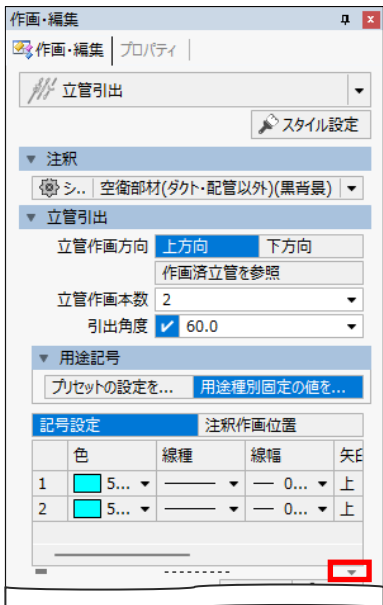 作画・編集
作画・編集 プロパティ
立管引出
スタイル設定
注釈
シ.. 空衛部材(ダクト・配管以外)(黒背景)
立管引出
立管作画方向 上方向 下方向
作画済立管を参照
立管作画本数 2
引出角度 60.0
用途記号
プリセットの設定を... 用途種別固定の値を...
記号設定 注釈作画位置
色 線種 線幅
1 5... 0... 上
2 5... 0... 上